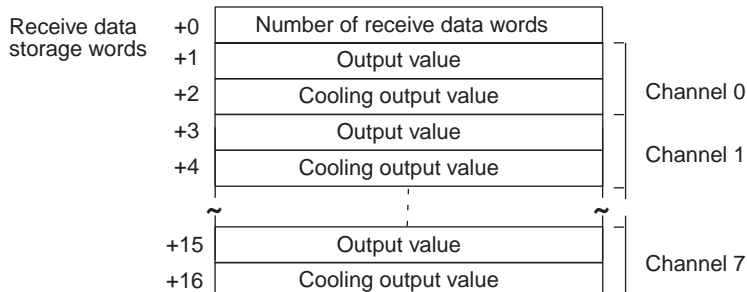 Receive data
storage words
+0 Number of receive data words
+1 Output value
+2 Cooling output value
Channel 0
+3 Output value
+4 Cooling output value
Channel 1
~ ~
+15 Output value
+16 Cooling output value
Channel 7